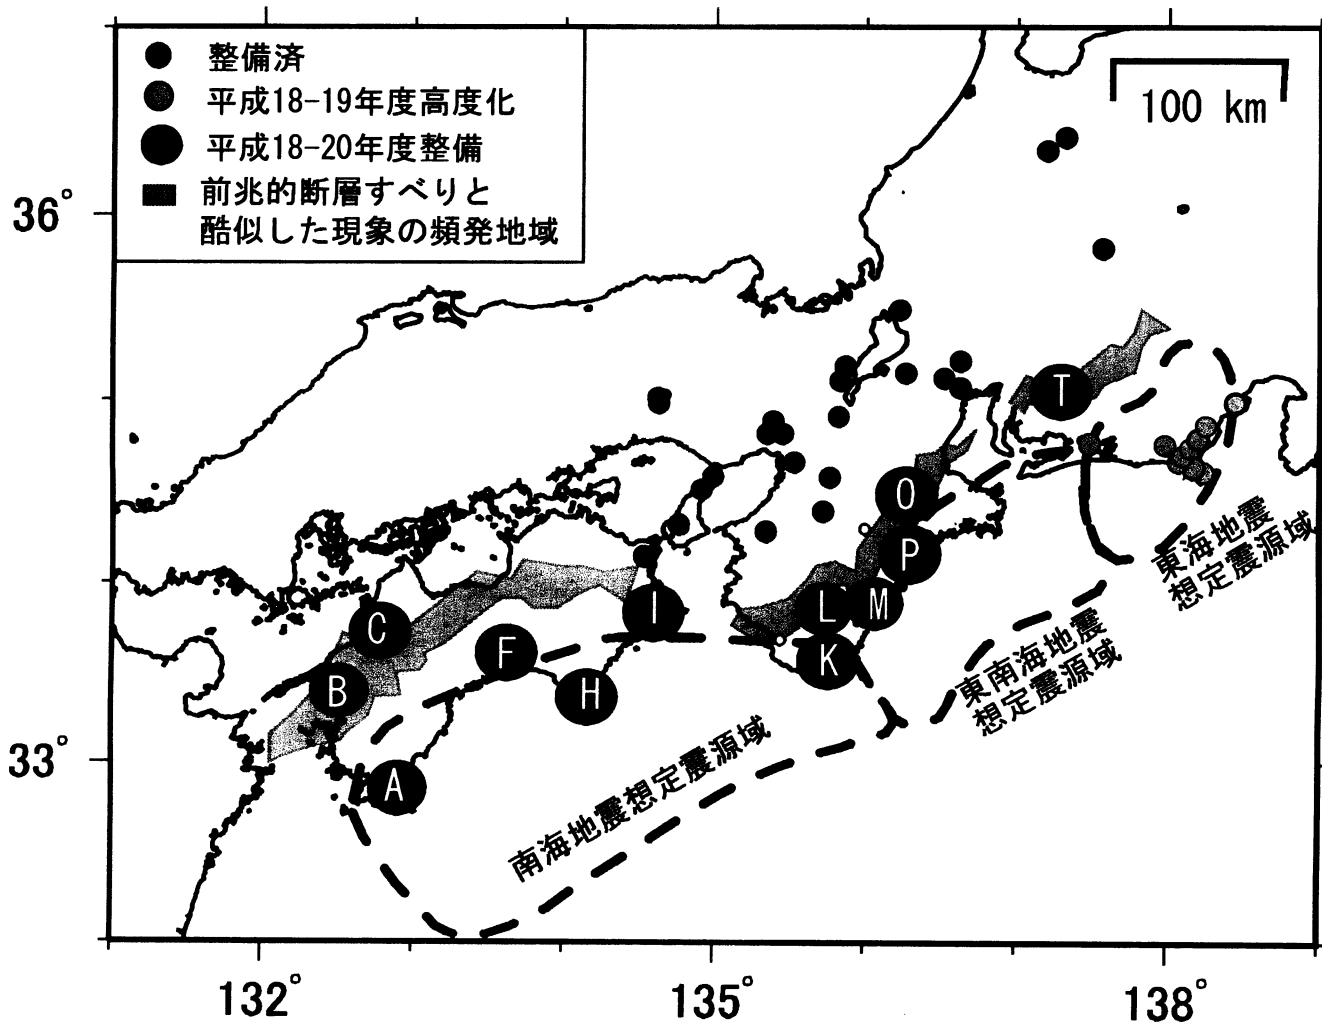 整備済
平成18-19年度高度化
平成18-20年度整備
前兆的断層すべりと
酷似した現象の頻発地域
100 km
36°
33°
132°
135°
138°
T
O
P
L
M
K
I
C
F
B
H
A
東海地震
想定震源域
東南海地震
想定震源域
南海地震想定震源域